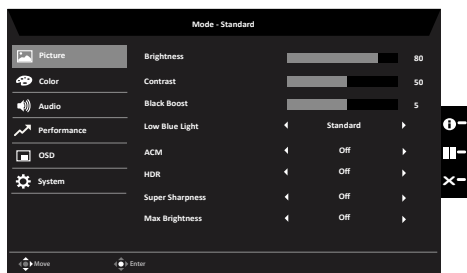 Mode - Standard
Picture
Color
Audio
Performance
OSD
System
Brightness 80
Contrast 50
Black Boost 5
Low Blue Light Standard
ACM Off
HDR Off
Super Sharpness Off
Max Brightness Off
Move Enter